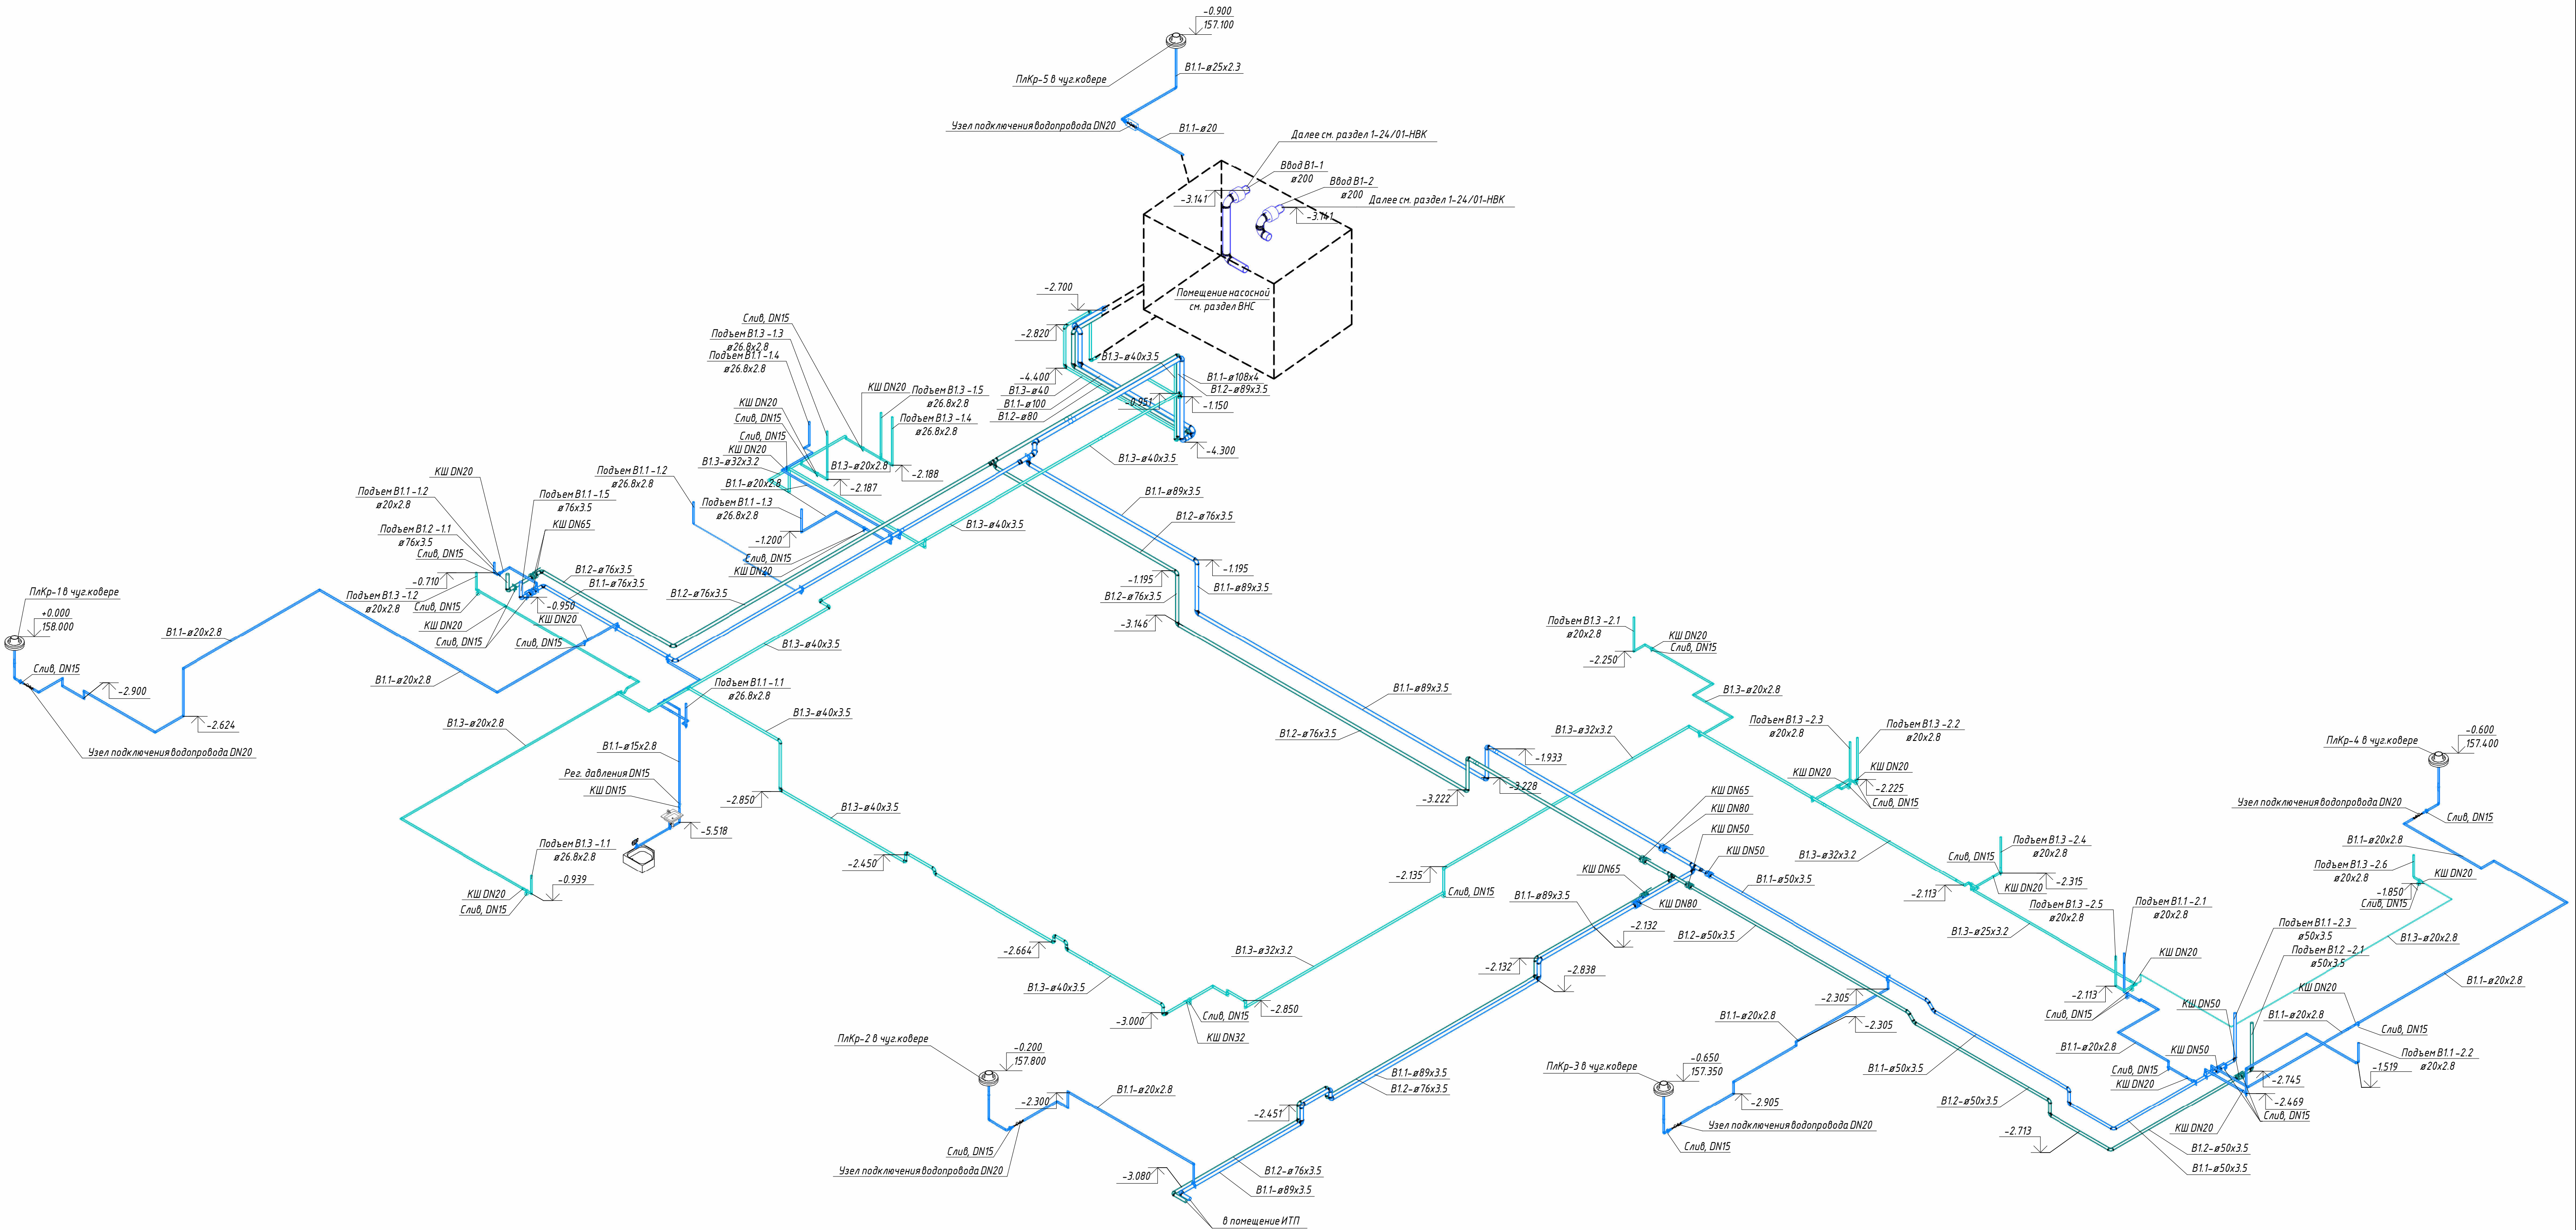 -0.900
157.100
ПлКр-5 в чуг.ковере
В1.1-ø25х2.3
Узел подключения водопровода DN20
В1.1-ø20
Далее см. раздел 1-24/01-НВК
Ввод В1-1
ø200
Ввод В1-2
ø200
Далее см. раздел 1-24/01-НВК
-3.141
-3.141
Помещение насосной
см. раздел ВНС
-2.700
-2.820
-4.400
В1.3-ø40х3.5
В1.3-ø40
В1.1-ø100
В1.2-ø80
В1.1-ø108х4
В1.2-ø89х3.5
-0.951
-1.150
-4.300
В1.3-ø40х3.5
Слив, DN15
Подъем В1.3 -1.3
ø26.8х2.8
Подъем В1.1 -1.4
ø26.8х2.8
КШ DN20
Подъем В1.3 -1.5
ø26.8х2.8
Подъем В1.3 -1.4
ø26.8х2.8
КШ DN20
Слив, DN15
Слив, DN15
КШ DN20
В1.3-ø32х3.2
В1.3-ø20х2.8
-2.188
-2.187
В1.1-ø20х2.8
Подъем В1.1 -1.2
ø26.8х2.8
Подъем В1.1 -1.3
ø26.8х2.8
-1.200
Слив, DN15
КШ DN20
В1.3-ø40х3.5
В1.1-ø89х3.5
В1.2-ø76х3.5
КШ DN20
Подъем В1.1 -1.2
ø20х2.8
Подъем В1.1 -1.5
ø76х3.5
Подъем В1.2 -1.1
ø76х3.5
КШ DN65
Слив, DN15
-0.710
В1.2-ø76х3.5
В1.1-ø76х3.5
Подъем В1.3 -1.2
ø20х2.8
Слив, DN15
-0.950
КШ DN20
КШ DN20
Слив, DN15
Слив, DN15
В1.2-ø76х3.5
ПлКр-1 в чуг.ковере
+0.000
158.000
В1.1-ø20х2.8
Слив, DN15
-2.900
-2.624
В1.1-ø20х2.8
Узел подключения водопровода DN20
В1.3-ø20х2.8
В1.3-ø40х3.5
Подъем В1.1 -1.1
ø26.8х2.8
В1.3-ø40х3.5
В1.1-ø15х2.8
Рег. давления DN15
КШ DN15
-5.518
-2.850
В1.3-ø40х3.5
Подъем В1.3 -1.1
ø26.8х2.8
-0.939
КШ DN20
Слив, DN15
-2.450
-2.664
В1.3-ø40х3.5
-3.000
Слив, DN15
КШ DN32
-2.850
В1.3-ø32х3.2
-1.195
-1.195
В1.2-ø76х3.5
В1.1-ø89х3.5
-3.146
В1.1-ø89х3.5
В1.2-ø76х3.5
-1.933
-3.222
-3.228
В1.3-ø32х3.2
-2.135
Слив, DN15
Подъем В1.3 -2.1
ø20х2.8
КШ DN20
Слив, DN15
-2.250
В1.3-ø20х2.8
Подъем В1.3 -2.3
ø20х2.8
Подъем В1.3 -2.2
ø20х2.8
КШ DN20
КШ DN20
-2.225
Слив, DN15
КШ DN65
КШ DN80
КШ DN50
КШ DN50
КШ DN65
В1.1-ø50х3.5
В1.1-ø89х3.5
КШ DN80
-2.132
В1.2-ø50х3.5
-2.132
-2.838
В1.3-ø32х3.2
Слив, DN15
Подъем В1.3 -2.4
ø20х2.8
-2.315
КШ DN20
-2.113
Подъем В1.3 -2.5
ø20х2.8
Подъем В1.1 -2.1
ø20х2.8
В1.3-ø25х3.2
КШ DN20
-2.113
Слив, DN15
ПлКр-4 в чуг.ковере
-0.600
157.400
Узел подключения водопровода DN20
Слив, DN15
В1.1-ø20х2.8
Подъем В1.3 -2.6
ø20х2.8
КШ DN20
-1.850
Слив, DN15
Подъем В1.1 -2.3
ø50х3.5
Подъем В1.2 -2.1
ø50х3.5
В1.3-ø20х2.8
КШ DN20
В1.1-ø20х2.8
КШ DN50
В1.1-ø20х2.8
Слив, DN15
В1.1-ø20х2.8
КШ DN50
Подъем В1.1 -2.2
ø20х2.8
-1.519
Слив, DN15
КШ DN20
-2.745
-2.469
Слив, DN15
КШ DN20
В1.2-ø50х3.5
В1.1-ø50х3.5
-2.305
В1.1-ø20х2.8
-2.305
ПлКр-3 в чуг.ковере
-0.650
157.350
-2.905
Узел подключения водопровода DN20
Слив, DN15
В1.1-ø50х3.5
В1.2-ø50х3.5
-2.713
ПлКр-2 в чуг.ковере
-0.200
157.800
-2.300
В1.1-ø20х2.8
Слив, DN15
Узел подключения водопровода DN20
В1.1-ø89х3.5
В1.2-ø76х3.5
-2.451
-3.080
В1.2-ø76х3.5
В1.1-ø89х3.5
в помещение ИТП